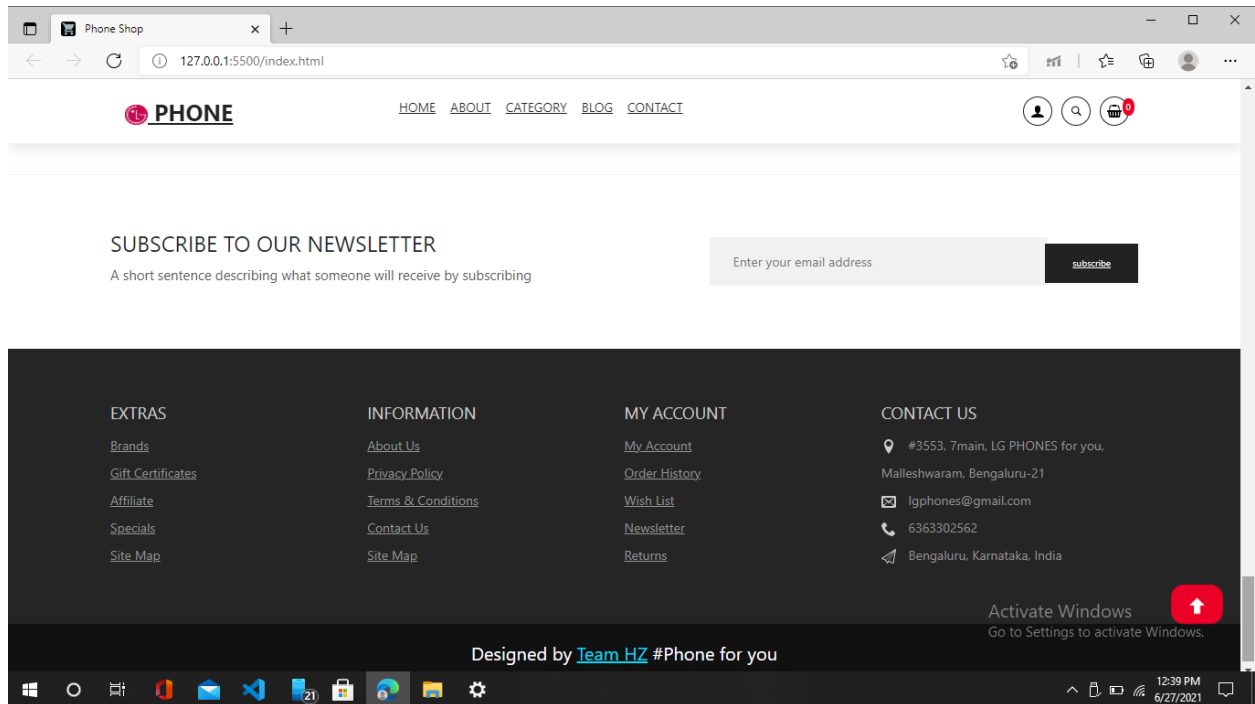 Phone Shop
127.0.0.1:5500/index.html
PHONE
HOME ABOUT CATEGORY BLOG CONTACT
0
SUBSCRIBE TO OUR NEWSLETTER
A short sentence describing what someone will receive by subscribing
Enter your email address
subscribe
EXTRAS
Brands
Gift Certificates
Affiliate
Specials
Site Map
INFORMATION
About Us
Privacy Policy
Terms & Conditions
Contact Us
Site Map
MY ACCOUNT
My Account
Order History
Wish List
Newsletter
Returns
CONTACT US
#3553, 7main, LG PHONES for you,
Malleshwaram, Bengaluru-21
lgphones@gmail.com
6363302562
Bengaluru, Karnataka, India
Activate Windows
Go to Settings to activate Windows.
Designed by Team HZ #Phone for you
21
12:39 PM
6/27/2021